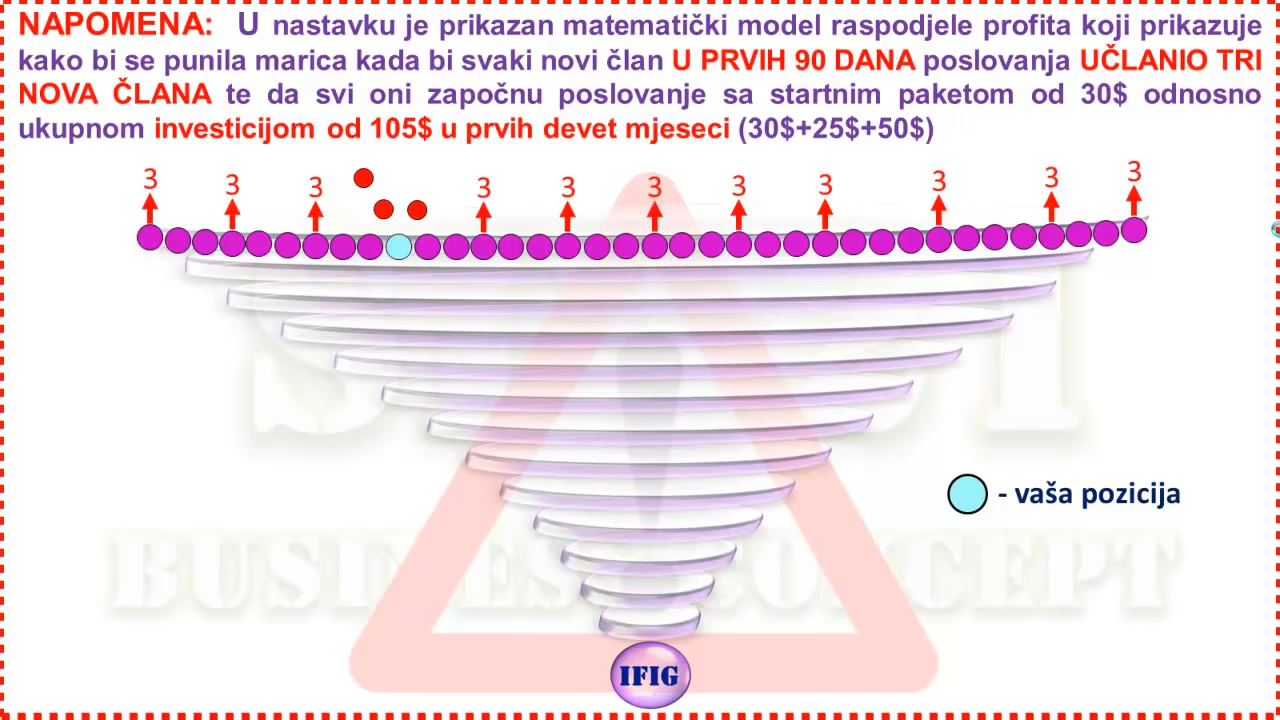 NAPOMENA: U nastavku je prikazan matematički model raspodjele profita koji prikazuje
kako bi se punila marica kada bi svaki novi član U PRVIH 90 DANA poslovanja UČLANIO TRI
NOVA ČLANA te da svi oni započnu poslovanje sa startnim paketom od 30$ odnosno
ukupnom investicijom od 105$ u prvih devet mjeseci (30$+25$+50$)
3 3 3 3 3 3 3 3 3 3 3
- vaša pozicija
IFIG